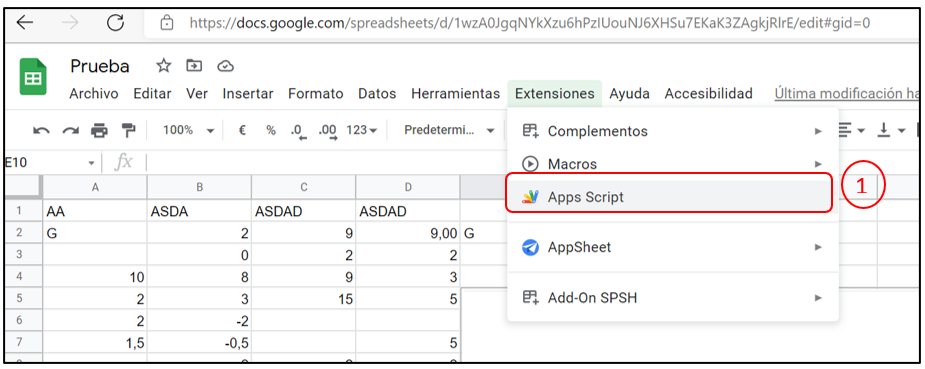 https://docs.google.com/spreadsheets/d/1wzA0JgqNYkXzu6hPzIUouNJ6XHSu7EKaK3ZAgkjRIrE/edit#gid=0
Prueba
Archivo Editar Ver Insertar Formato Datos Herramientas Extensiones Ayuda Accesibilidad Última modificación ha
100% € % .0 .00 123 Predetermi...
Complementos
E10 fx
Macros
A B C D
Apps Script
1
1 AA ASDA ASDAD ASDAD
2 G 2 9 9,00 G
3 0 2 2
AppSheet
4 10 8 9 3
5 2 3 15 5
Add-On SPSH
6 2 -2
7 1,5 -0,5 5